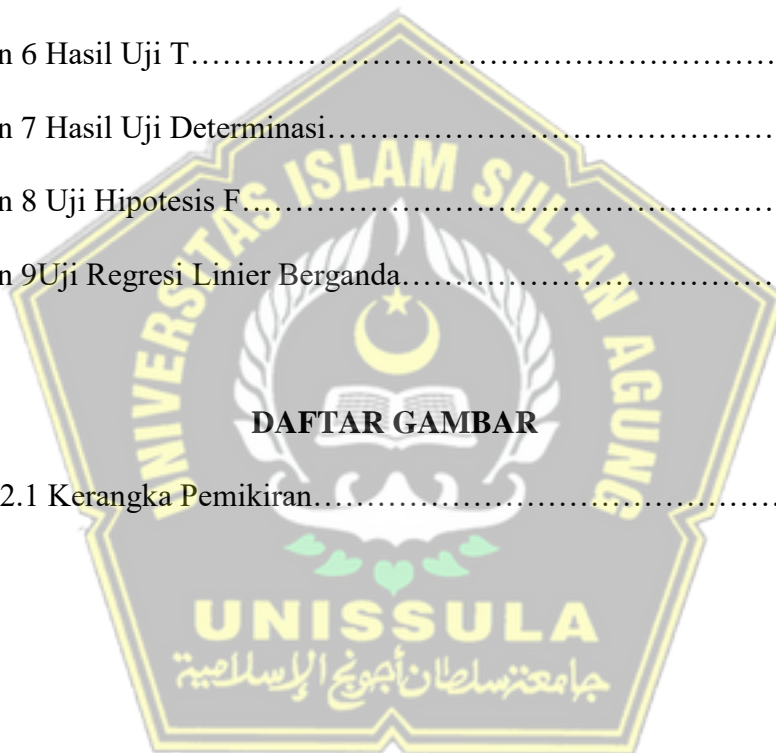 n 6 Hasil Uji T……………………………………………………
n 7 Hasil Uji Determinasi…………………………………………
n 8 Uji Hipotesis F………………………………………………
n 9Uji Regresi Linier Berganda……………………………………
UNIVERSITAS ISLAM SULTAN AGUNG
DAFTAR GAMBAR
2.1 Kerangka Pemikiran……………………………………………
UNISSULA
جامعة سلطان أجونج الإسلامية